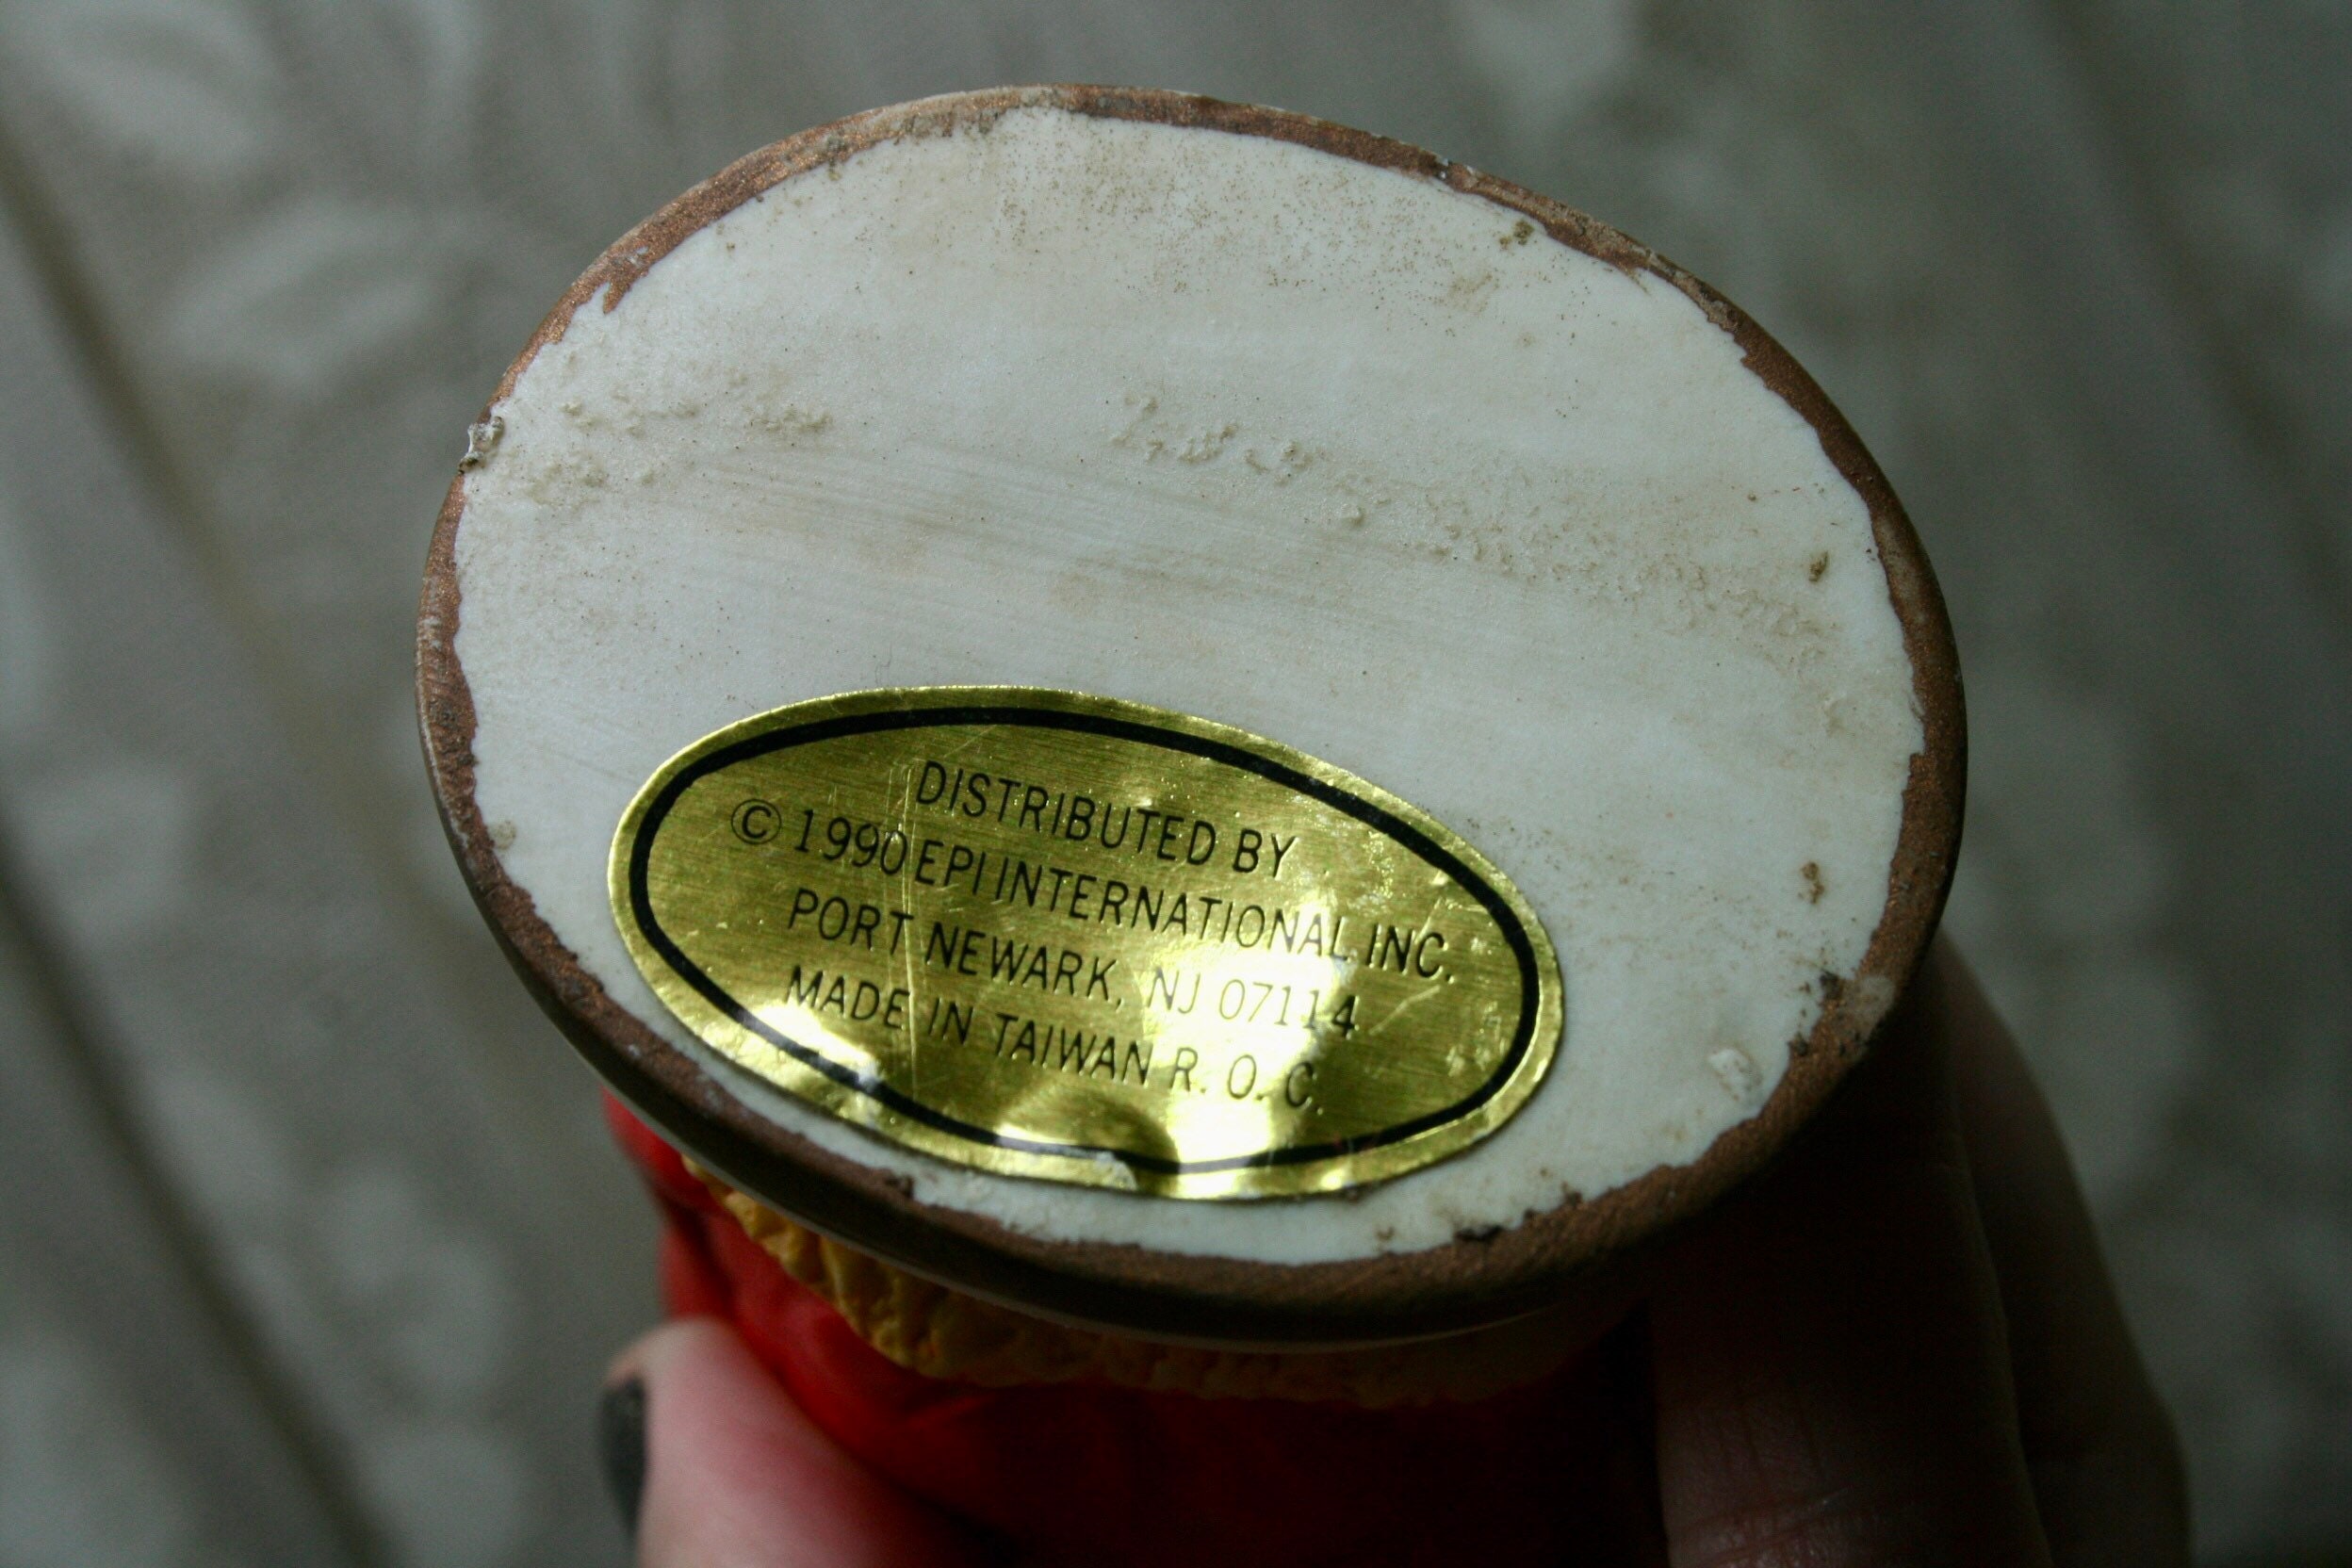 DISTRIBUTED BY
© 1990 EPI INTERNATIONAL INC.
PORT NEWARK, NJ 07114
MADE IN TAIWAN R. O. C.